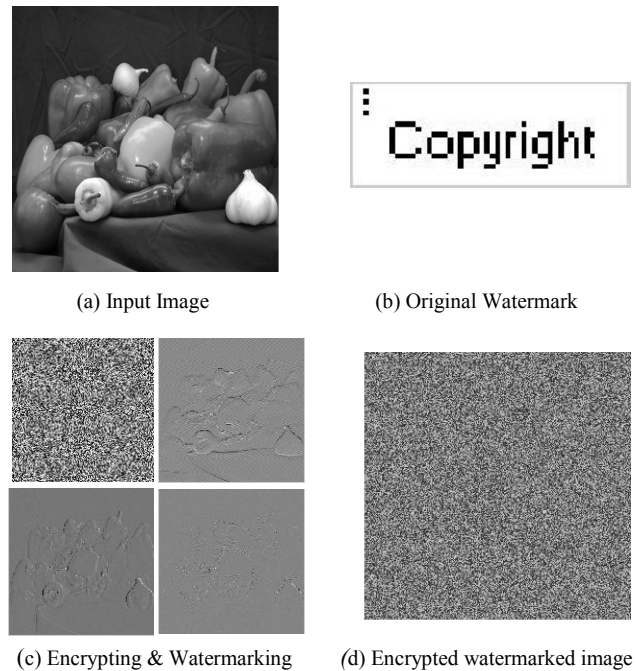 (a) Input Image
Copyright
(b) Original Watermark
(c) Encrypting & Watermarking
(d) Encrypted watermarked image